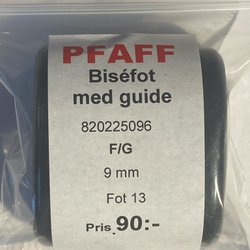 PFAFF
Biséfot
med guide
820225096
F/G
9 mm
Fot 13
Pris.90:-